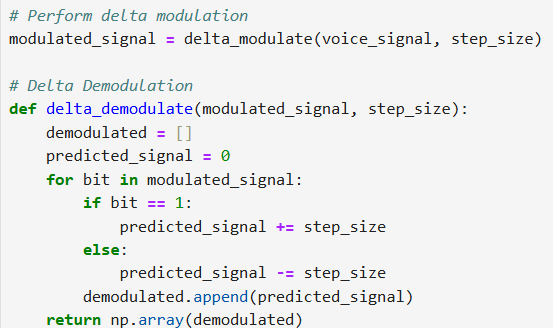 # Perform delta modulation
modulated_signal = delta_modulate(voice_signal, step_size)

# Delta Demodulation
def delta_demodulate(modulated_signal, step_size):
    demodulated = []
    predicted_signal = 0
    for bit in modulated_signal:
        if bit == 1:
            predicted_signal += step_size
        else:
            predicted_signal -= step_size
        demodulated.append(predicted_signal)
    return np.array(demodulated)